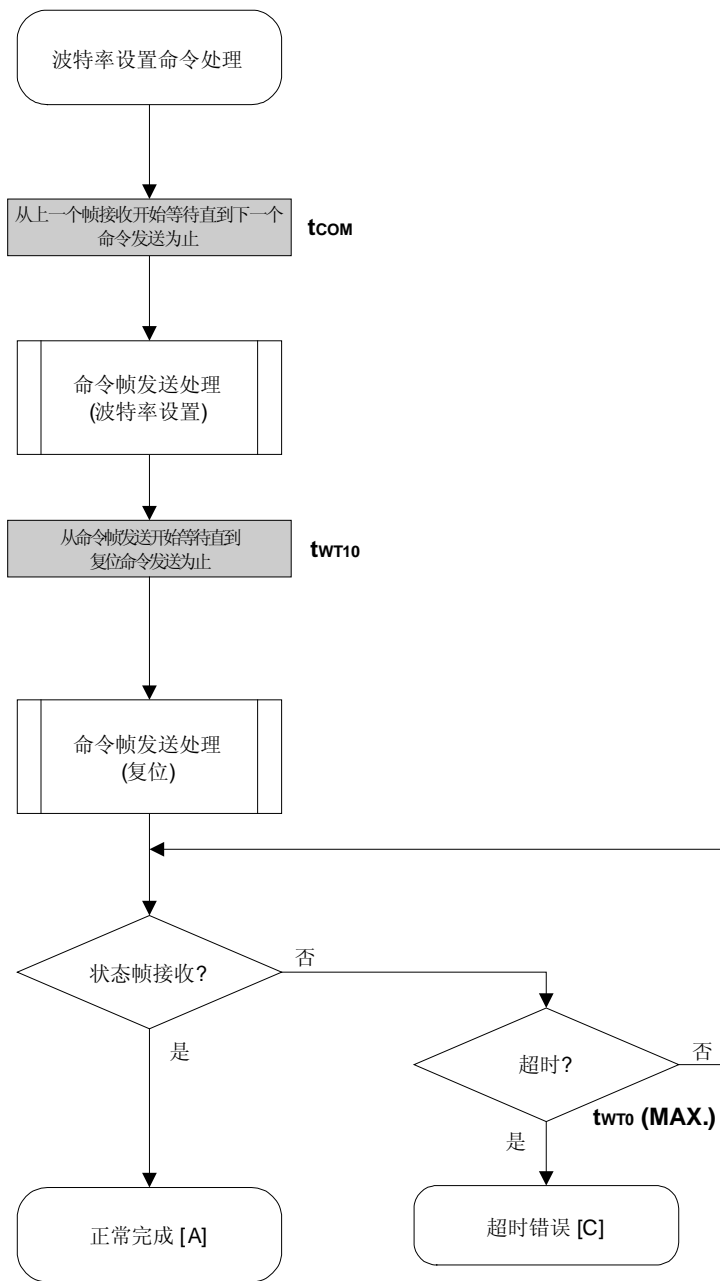 波特率设置命令处理
从上一个帧接收开始等待直到下一个
命令发送为止
tCOM
命令帧发送处理
(波特率设置)
从命令帧发送开始等待直到
复位命令发送为止
tWT10
命令帧发送处理
(复位)
状态帧接收?
否
是
超时?
否
tWT0 (MAX.)
是
正常完成 [A]
超时错误 [C]